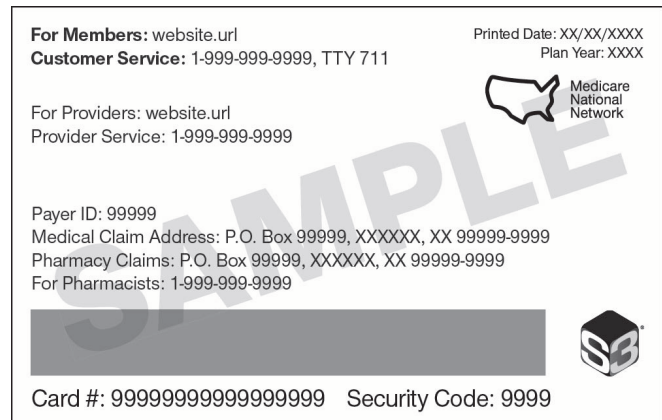 For Members: website.url
Customer Service: 1-999-999-9999, TTY 711
Printed Date: XX/XX/XXXX
Plan Year: XXXX
Medicare
National
Network
For Providers: website.url
Provider Service: 1-999-999-9999
SAMPLE
Payer ID: 99999
Medical Claim Address: P.O. Box 99999, XXXXXX, XX 99999-9999
Pharmacy Claims: P.O. Box 99999, XXXXXX, XX 99999-9999
For Pharmacists: 1-999-999-9999
S3
Card #: 99999999999999999 Security Code: 9999